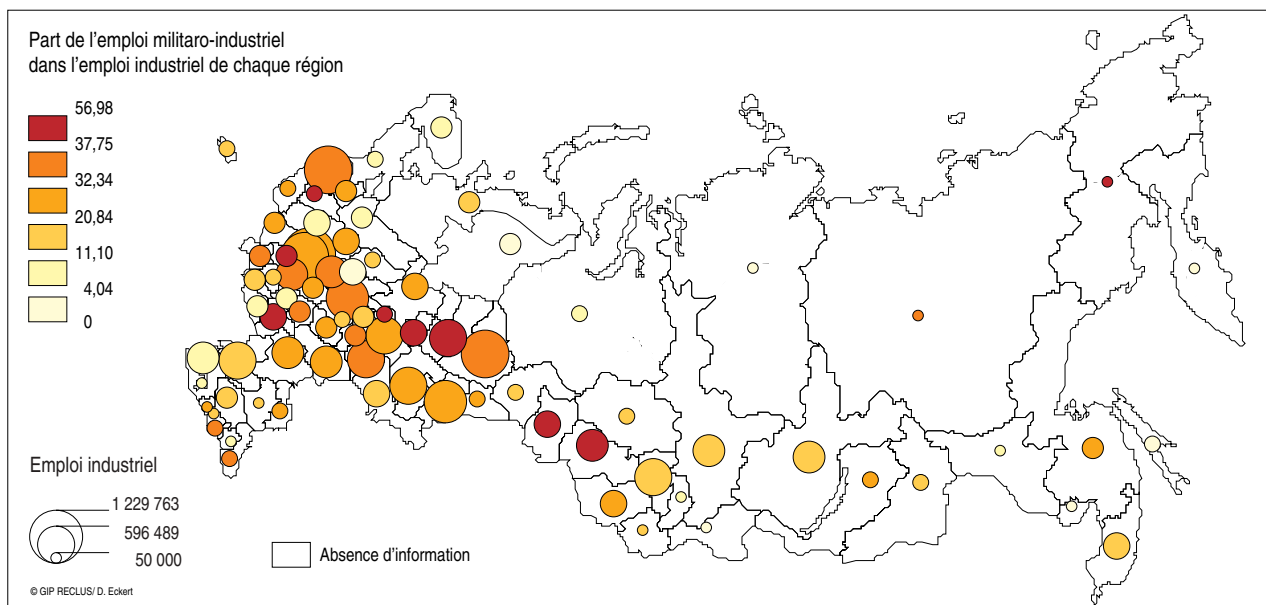 Part de l'emploi militaro-industriel
dans l'emploi industriel de chaque région
56,98
37,75
32,34
20,84
11,10
4,04
0
Emploi industriel
1 229 763
596 489
50 000
Absence d'information
© GIP RECLUS/ D. Eckert